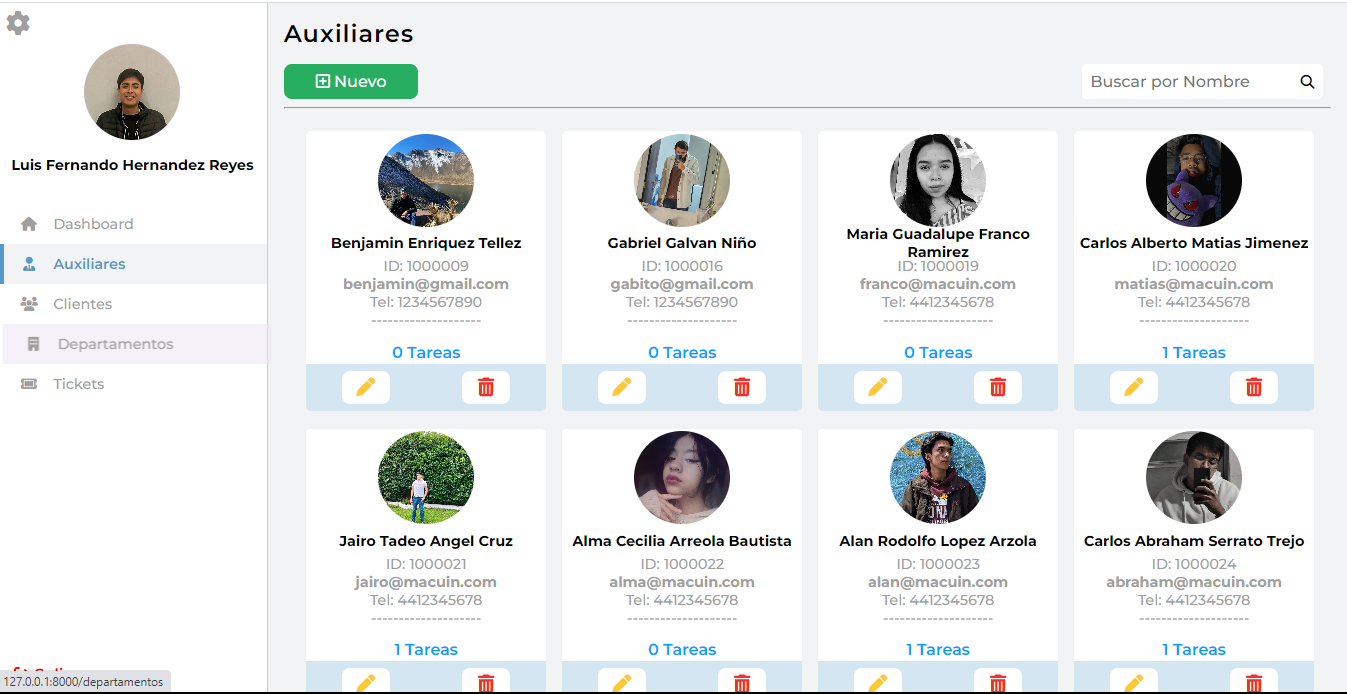 Luis Fernando Hernandez Reyes
Dashboard
Auxiliares
Clientes
Departamentos
Tickets
127.0.0.1:8000/departamentos
Auxiliares
Nuevo
Buscar por Nombre
Benjamin Enriquez Tellez
ID: 1000009
benjamin@gmail.com
Tel: 1234567890
-------------------
0 Tareas
Gabriel Galvan Niño
ID: 1000016
gabito@gmail.com
Tel: 1234567890
-------------------
0 Tareas
Maria Guadalupe Franco
Ramirez
ID: 1000019
franco@macuin.com
Tel: 4412345678
-------------------
0 Tareas
Carlos Alberto Matias Jimenez
ID: 1000020
matias@macuin.com
Tel: 4412345678
-------------------
1 Tareas
Jairo Tadeo Angel Cruz
ID: 1000021
jairo@macuin.com
Tel: 4412345678
-------------------
1 Tareas
Alma Cecilia Arreola Bautista
ID: 1000022
alma@macuin.com
Tel: 4412345678
-------------------
0 Tareas
Alan Rodolfo Lopez Arzola
ID: 1000023
alan@macuin.com
Tel: 4412345678
-------------------
1 Tareas
Carlos Abraham Serrato Trejo
ID: 1000024
abraham@macuin.com
Tel: 4412345678
-------------------
1 Tareas